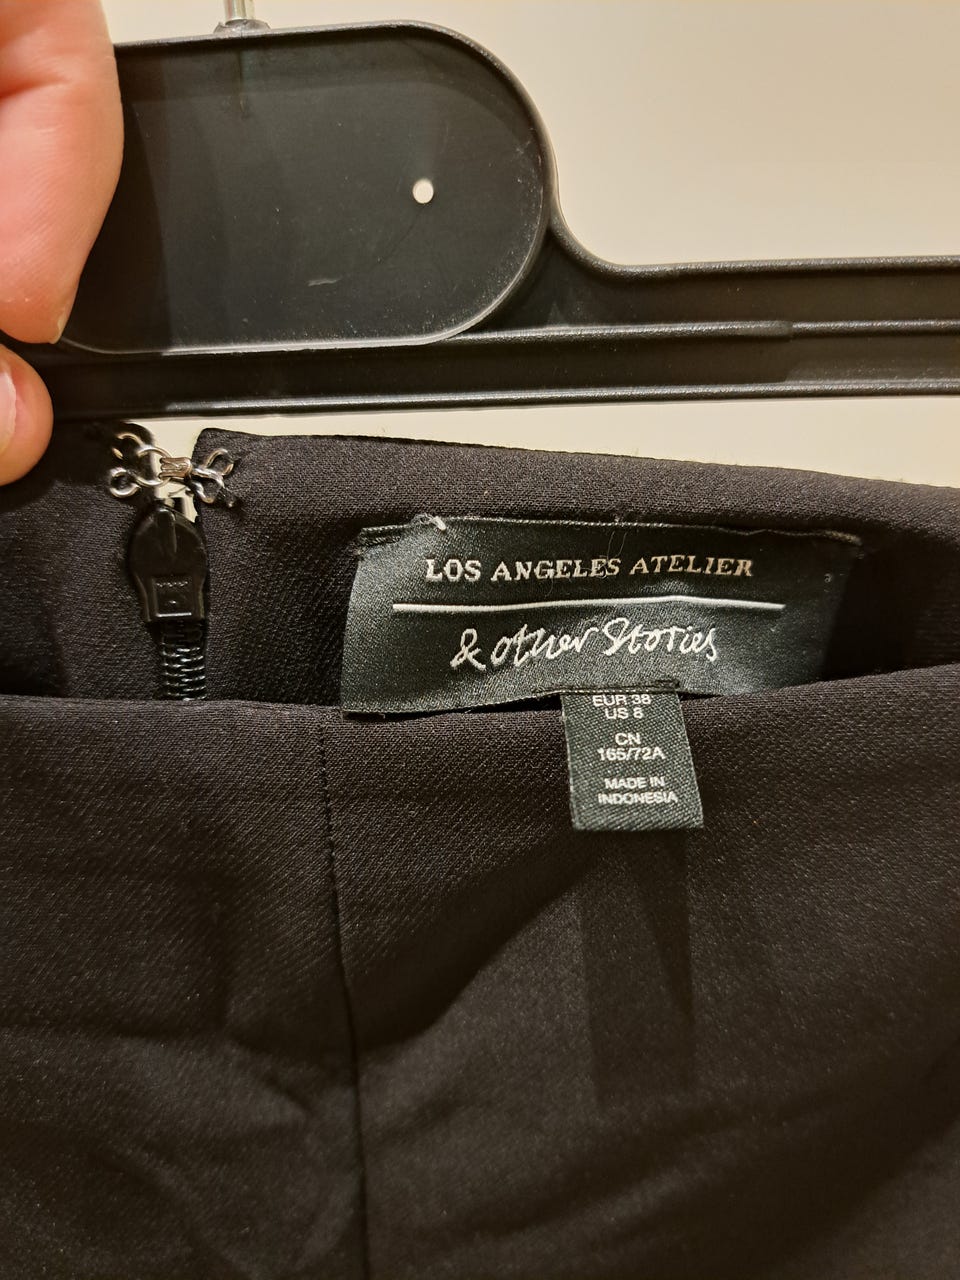 LOS ANGELES ATELIER
& other Stories
EUR 38
US 8
CN
165/72A
MADE IN
INDONESIA